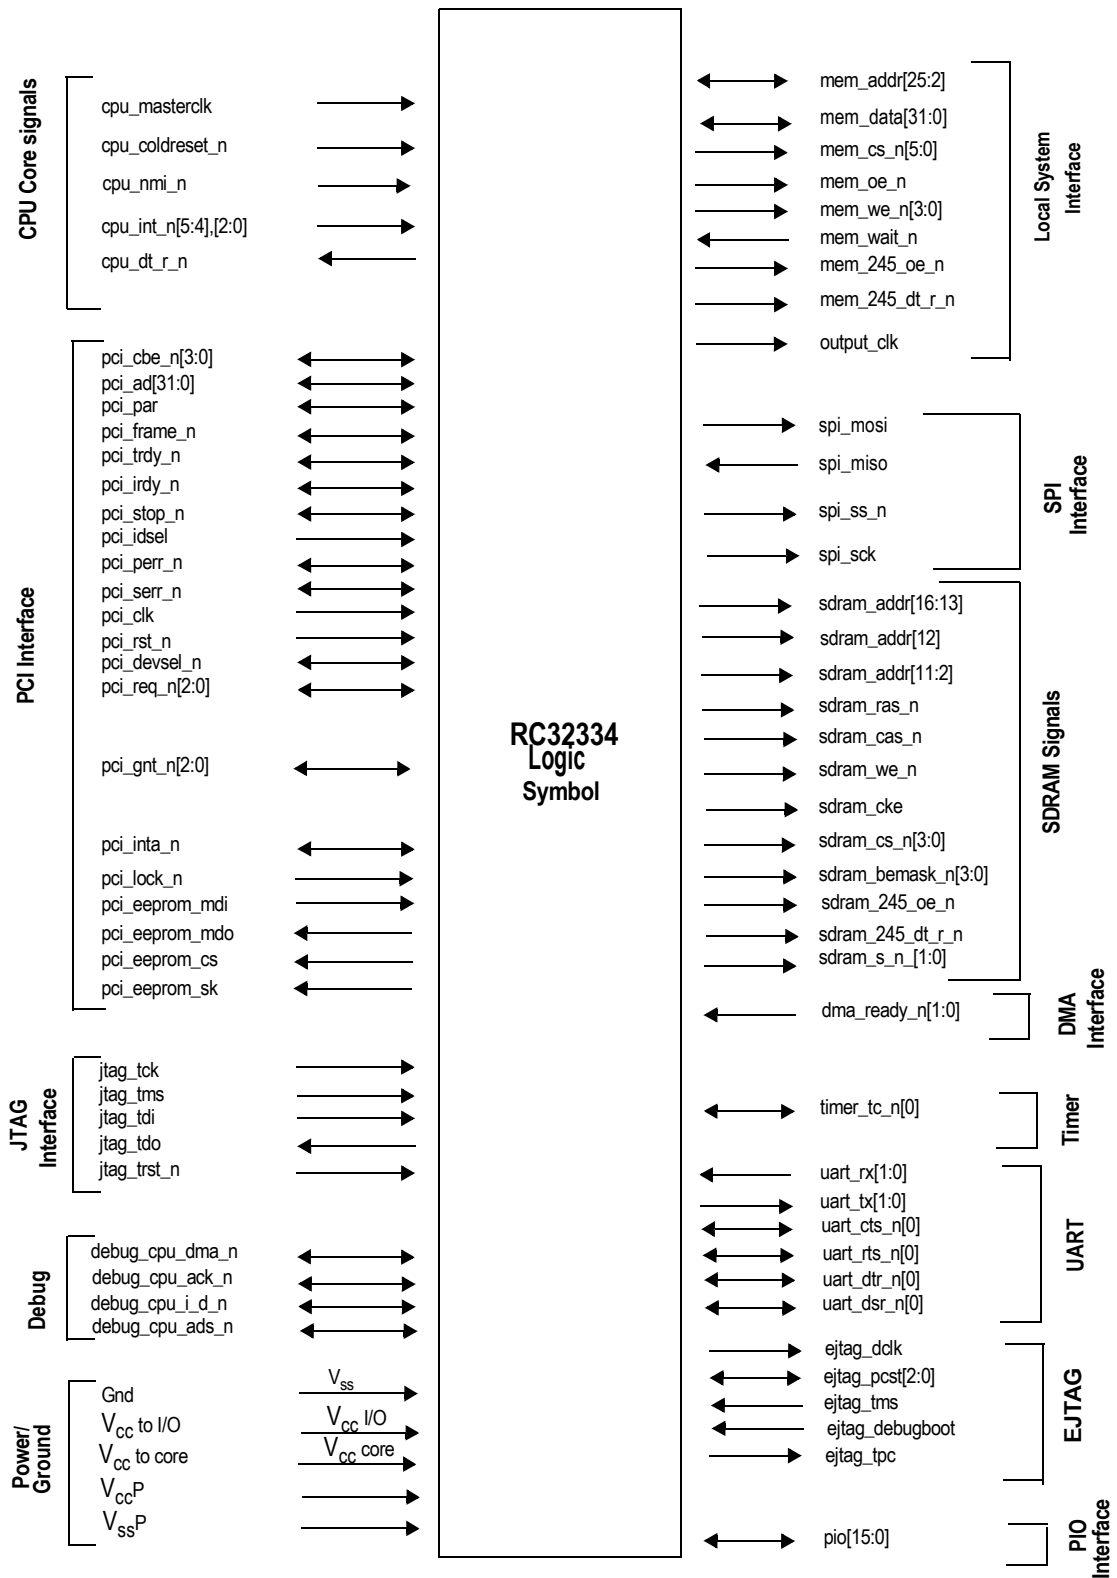 CPU Core signals
cpu_masterclk
cpu_coldreset_n
cpu_nmi_n
cpu_int_n[5:4],[2:0]
cpu_dt_r_n
PCI Interface
pci_cbe_n[3:0]
pci_ad[31:0]
pci_par
pci_frame_n
pci_trdy_n
pci_irdy_n
pci_stop_n
pci_idsel
pci_perr_n
pci_serr_n
pci_clk
pci_rst_n
pci_devsel_n
pci_req_n[2:0]
pci_gnt_n[2:0]
pci_inta_n
pci_lock_n
pci_eeprom_mdi
pci_eeprom_mdo
pci_eeprom_cs
pci_eeprom_sk
JTAG
Interface
jtag_tck
jtag_tms
jtag_tdi
jtag_tdo
jtag_trst_n
Debug
debug_cpu_dma_n
debug_cpu_ack_n
debug_cpu_i_d_n
debug_cpu_ads_n
Power/
Ground
Gnd
Vss
Vcc to I/O
Vcc I/O
Vcc to core
Vcc core
VccP
VssP
RC32334
Logic
Symbol
mem_addr[25:2]
mem_data[31:0]
mem_cs_n[5:0]
mem_oe_n
mem_we_n[3:0]
mem_wait_n
mem_245_oe_n
mem_245_dt_r_n
output_clk
Local System
Interface
spi_mosi
spi_miso
spi_ss_n
spi_sck
SPI
Interface
sdram_addr[16:13]
sdram_addr[12]
sdram_addr[11:2]
sdram_ras_n
sdram_cas_n
sdram_we_n
sdram_cke
sdram_cs_n[3:0]
sdram_bemask_n[3:0]
sdram_245_oe_n
sdram_245_dt_r_n
sdram_s_n_[1:0]
SDRAM Signals
dma_ready_n[1:0]
DMA
Interface
timer_tc_n[0]
Timer
uart_rx[1:0]
uart_tx[1:0]
uart_cts_n[0]
uart_rts_n[0]
uart_dtr_n[0]
uart_dsr_n[0]
UART
ejtag_dclk
ejtag_pcst[2:0]
ejtag_tms
ejtag_debugboot
ejtag_tpc
EJTAG
pio[15:0]
PIO
Interface